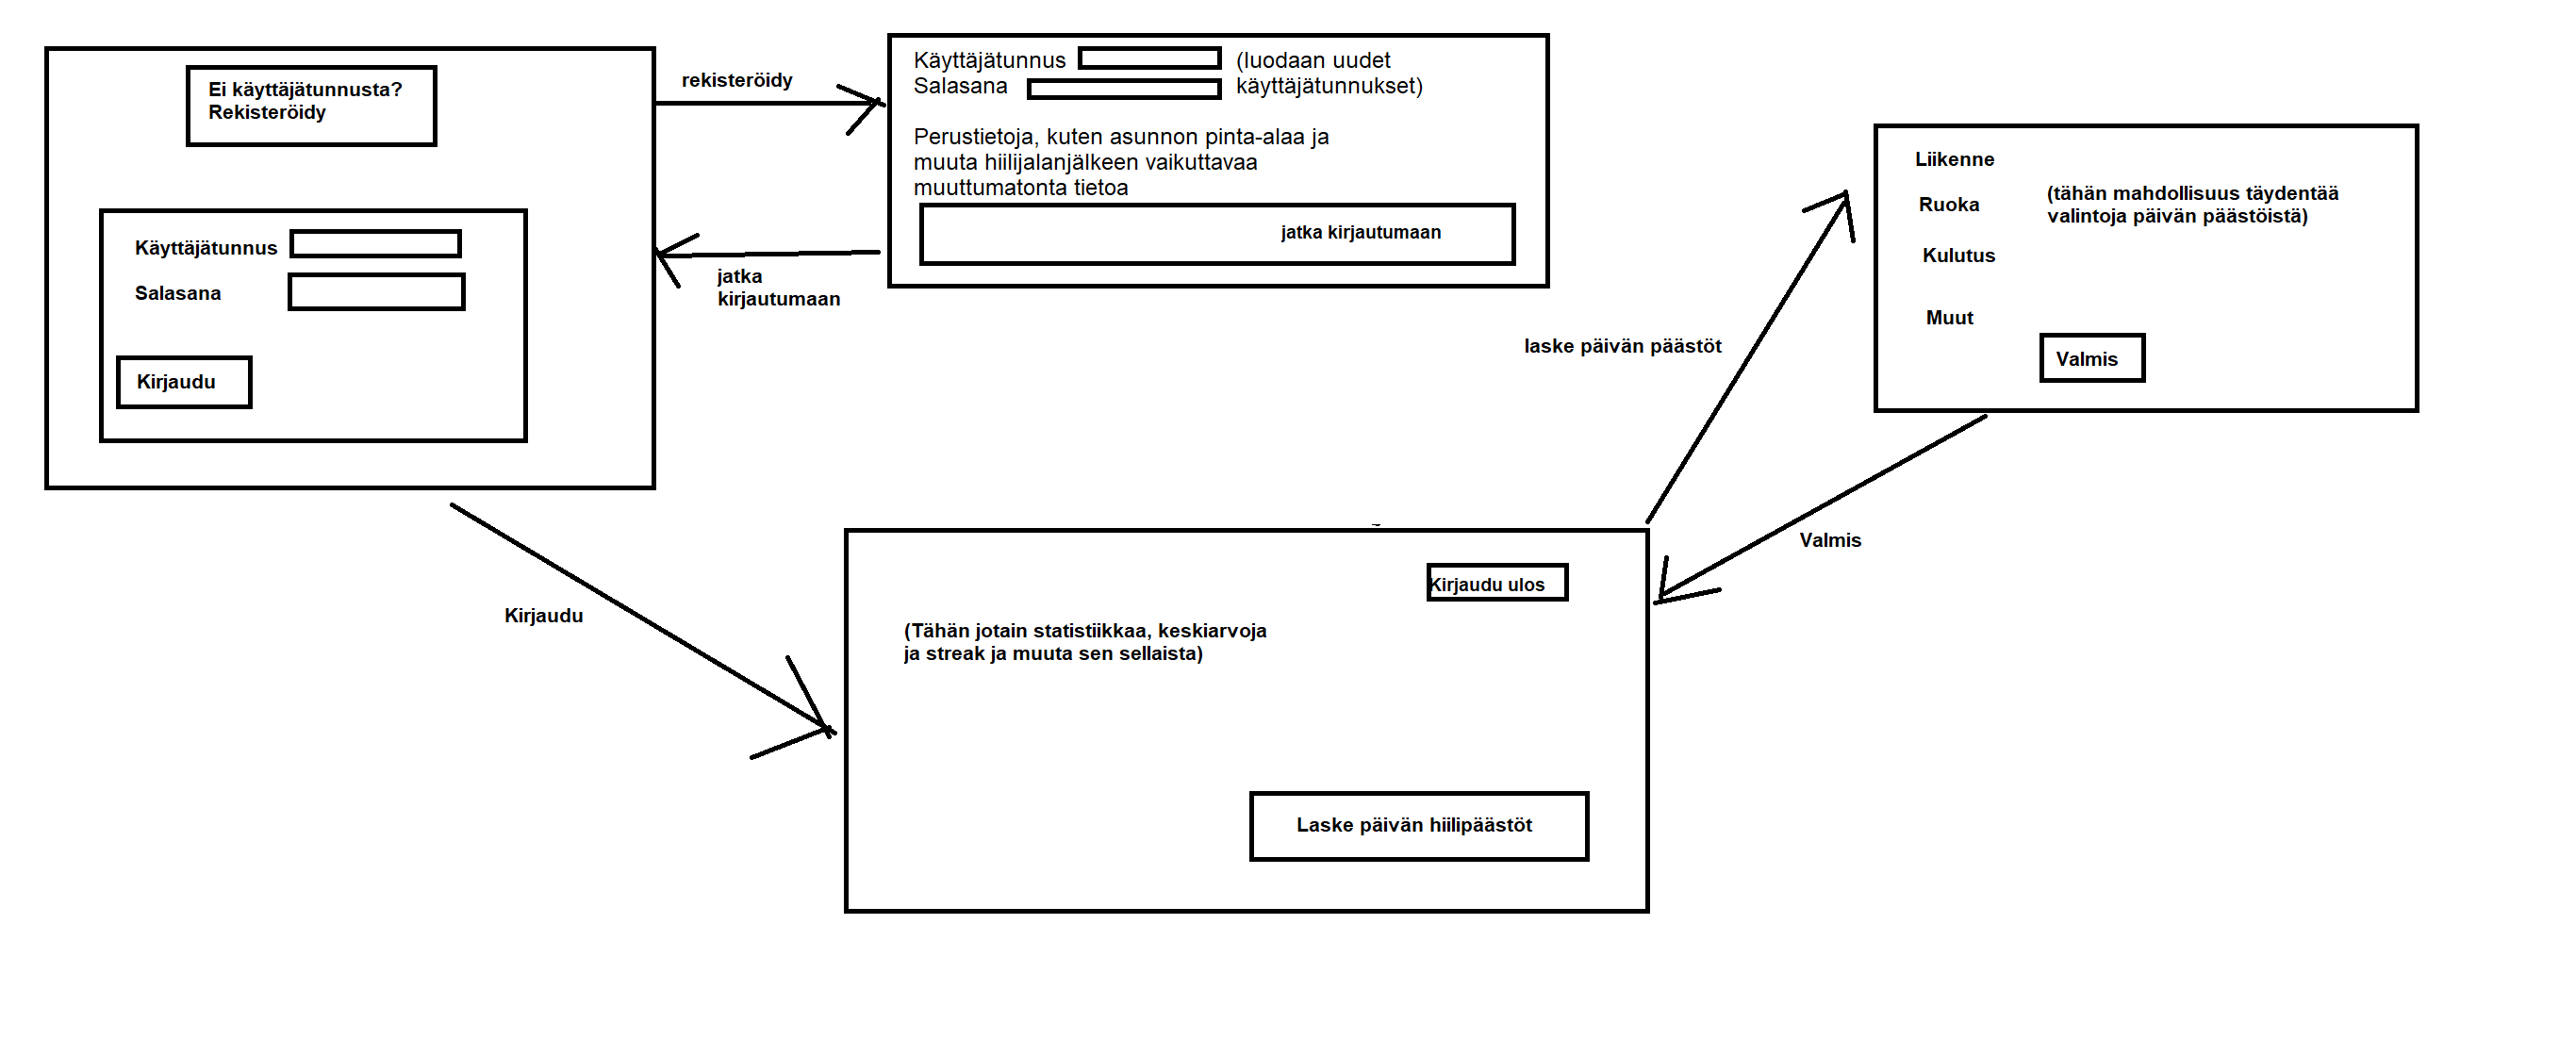 Ei käyttäjätunnusta?
Rekisteröidy
Käyttäjätunnus
Salasana
Kirjaudu
rekisteröidy
jatka
kirjautumaan
Käyttäjätunnus (luodaan uudet
Salasana käyttäjätunnukset)
Perustietoja, kuten asunnon pinta-alaa ja
muuta hiilijalanjälkeen vaikuttavaa
muuttumatonta tietoa
jatka kirjautumaan
Kirjaudu
Kirjaudu ulos
(Tähän jotain statistiikkaa, keskiarvoja
ja streak ja muuta sen sellaista)
Laske päivän hiilipäästöt
laske päivän päästöt
Valmis
Liikenne
Ruoka
Kulutus
Muut
(tähän mahdollisuus täydentää
valintoja päivän päästöistä)
Valmis